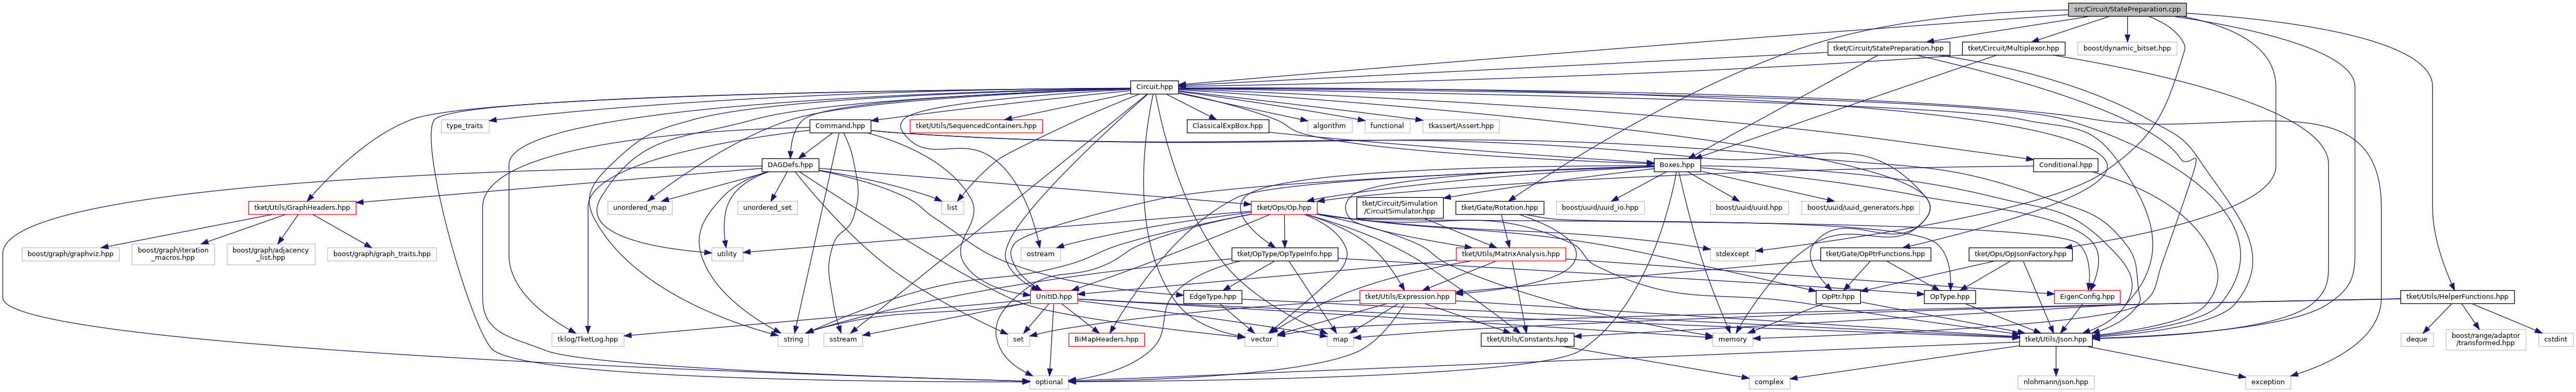 src/Circuit/StatePreparation.cpp
tket/Circuit/StatePreparation.hpp
tket/Circuit/Multiplexor.hpp
boost/dynamic_bitset.hpp
Circuit.hpp
type_traits
Command.hpp
tket/Utils/SequencedContainers.hpp
ClassicalExpBox.hpp
algorithm
functional
tkassert/Assert.hpp
DAGDefs.hpp
Boxes.hpp
Conditional.hpp
tket/Utils/GraphHeaders.hpp
unordered_map
unordered_set
list
tket/Ops/Op.hpp
tket/Circuit/Simulation
/CircuitSimulator.hpp
tket/Gate/Rotation.hpp
boost/uuid/uuid_io.hpp
boost/uuid/uuid.hpp
boost/uuid/uuid_generators.hpp
boost/graph/graphviz.hpp
boost/graph/iteration
_macros.hpp
boost/graph/adjacency
_list.hpp
boost/graph/graph_traits.hpp
utility
ostream
tket/OpType/OpTypeInfo.hpp
tket/Utils/MatrixAnalysis.hpp
stdexcept
tket/Gate/OpPtrFunctions.hpp
tket/Ops/OpJsonFactory.hpp
UnitID.hpp
EdgeType.hpp
tket/Utils/Expression.hpp
OpPtr.hpp
OpType.hpp
EigenConfig.hpp
tket/Utils/HelperFunctions.hpp
tklog/TketLog.hpp
string
sstream
set
BiMapHeaders.hpp
vector
map
tket/Utils/Constants.hpp
memory
tket/Utils/Json.hpp
deque
boost/range/adaptor
/transformed.hpp
cstdint
optional
complex
nlohmann/json.hpp
exception